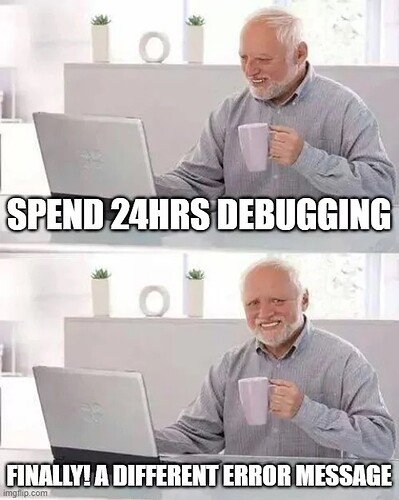 SPEND 24HRS DEBUGGING
FINALLY! A DIFFERENT ERROR MESSAGE
imgflip.com